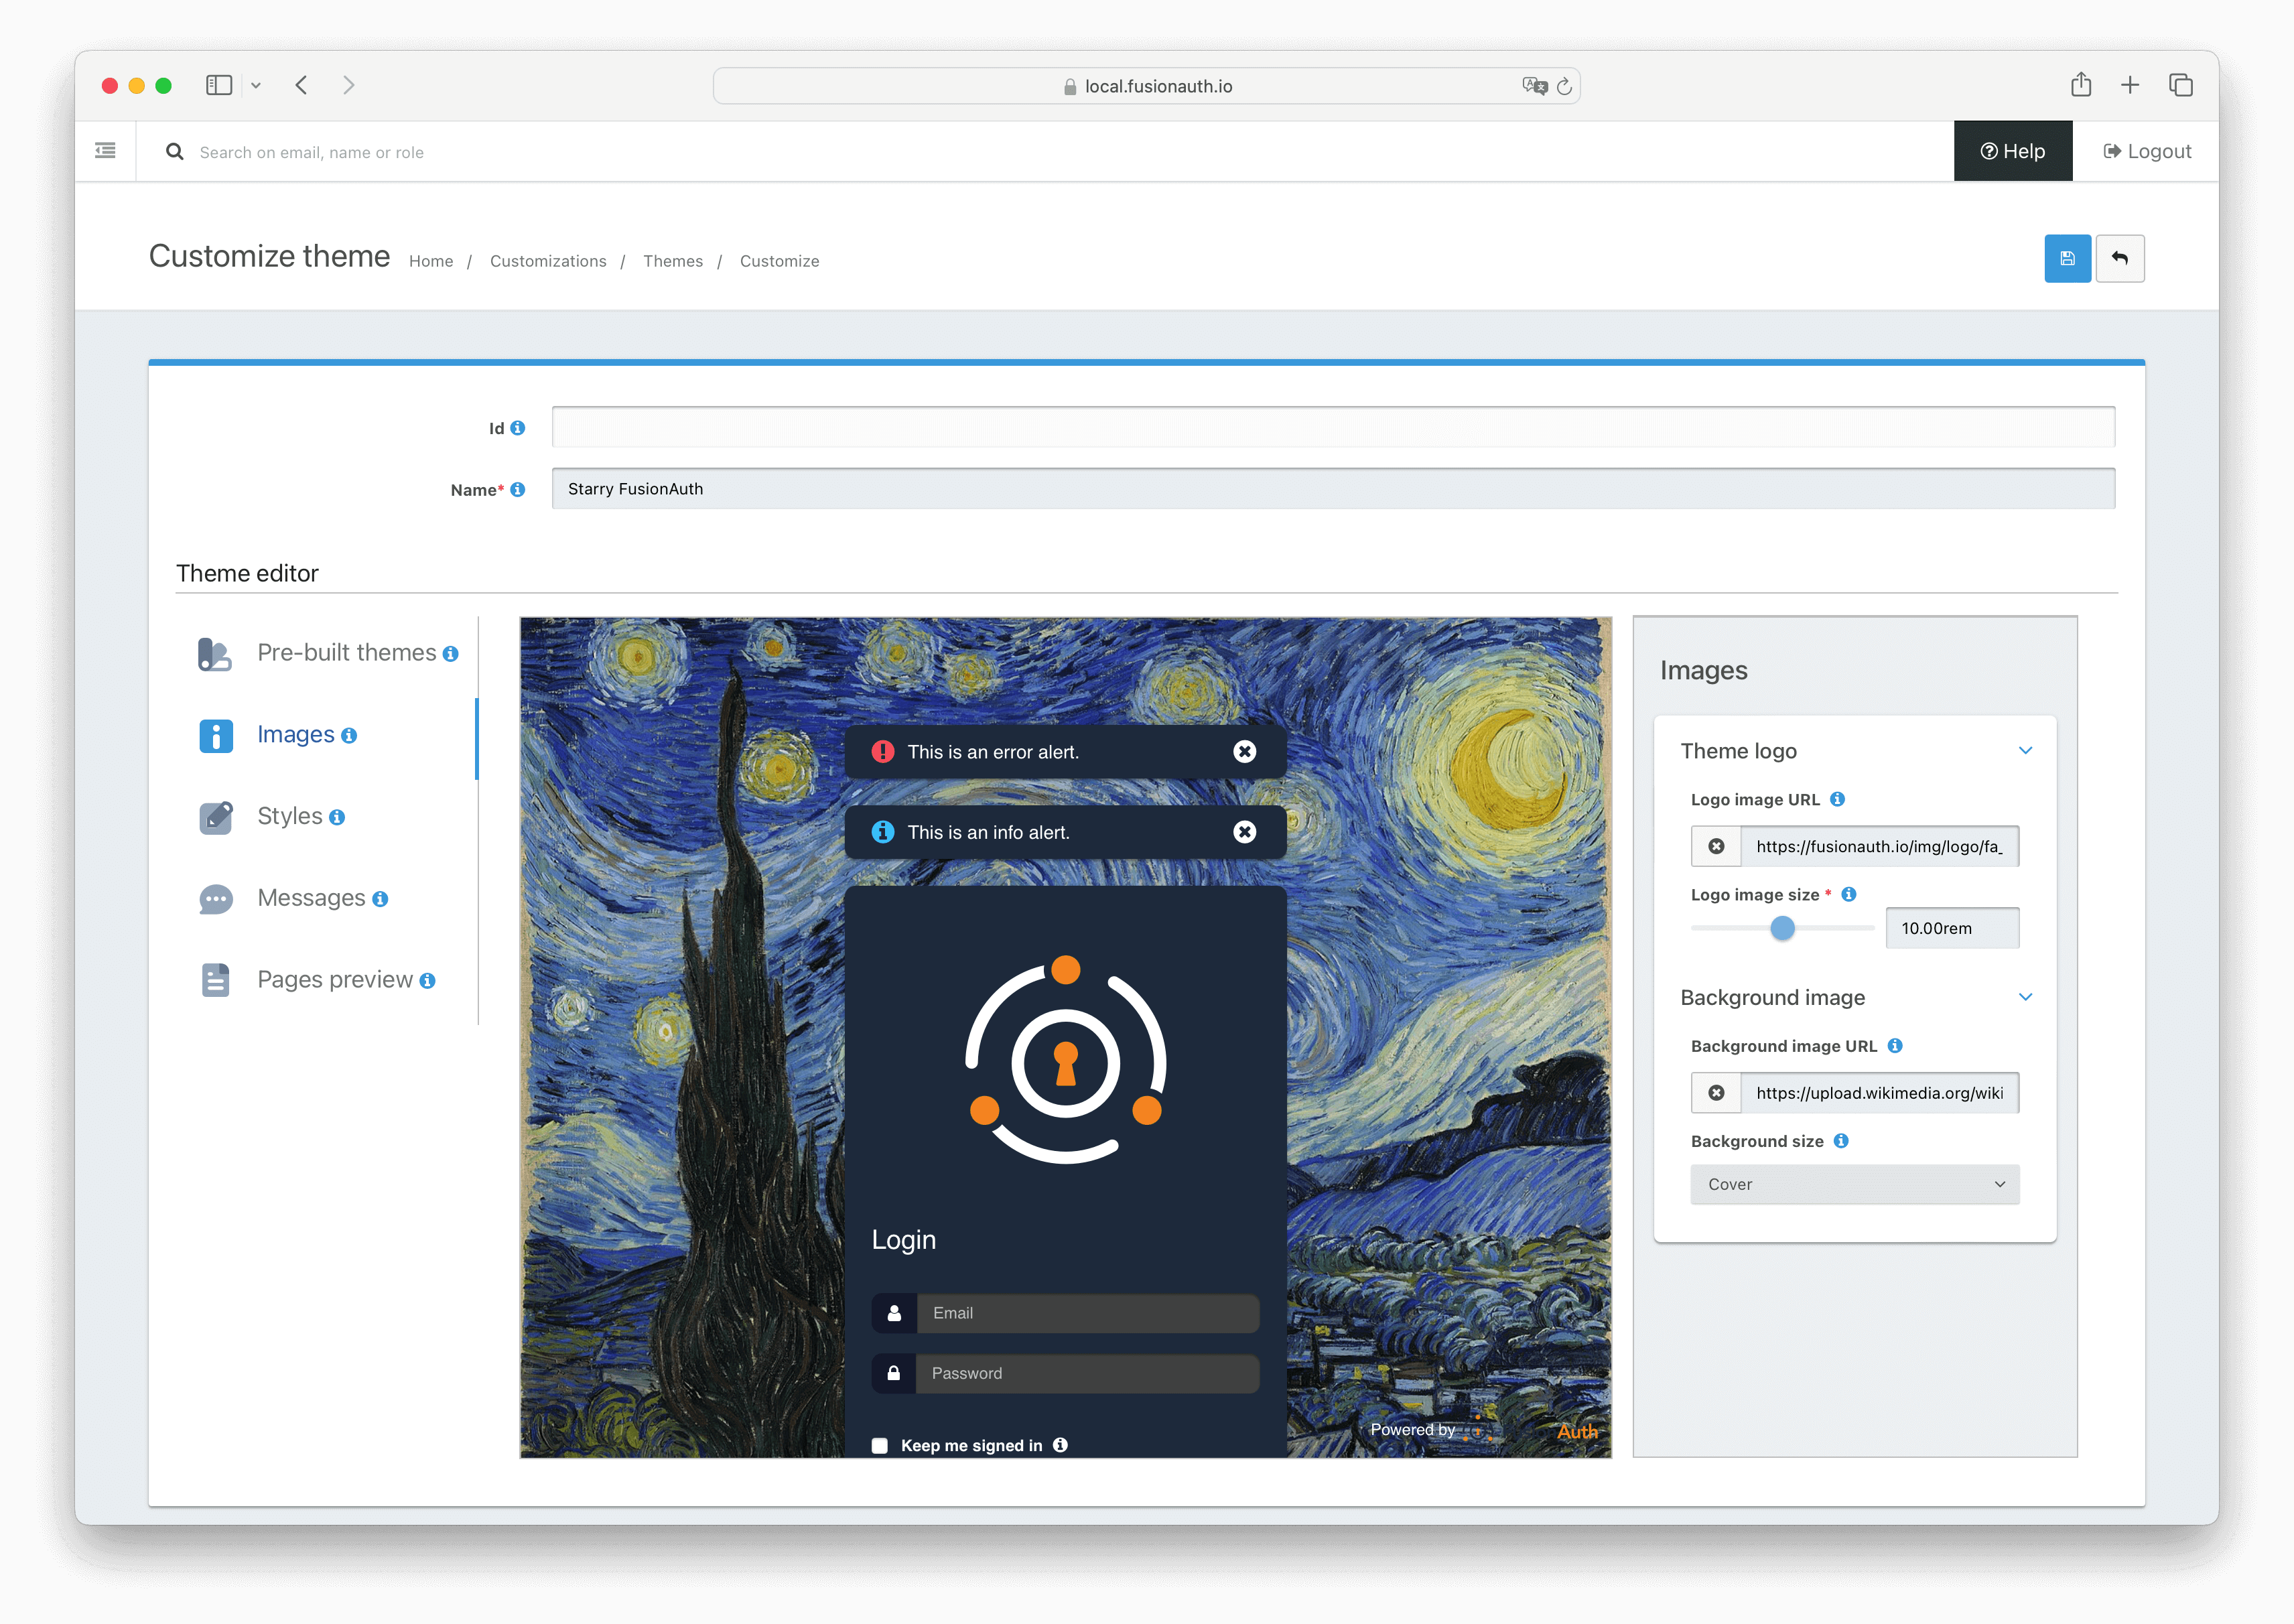 local.fusionauth.io
Search on email, name or role
Help
Logout
Customize theme
Home / Customizations / Themes / Customize
Id
Name*
Starry FusionAuth
Theme editor
Pre-built themes
Images
Styles
Messages
Pages preview
This is an error alert.
This is an info alert.
Login
Email
Password
Keep me signed in
Powered by
Auth
Images
Theme logo
Logo image URL
https://fusionauth.io/img/logo/fa_
Logo image size *
10.00rem
Background image
Background image URL
https://upload.wikimedia.org/wiki
Background size
Cover